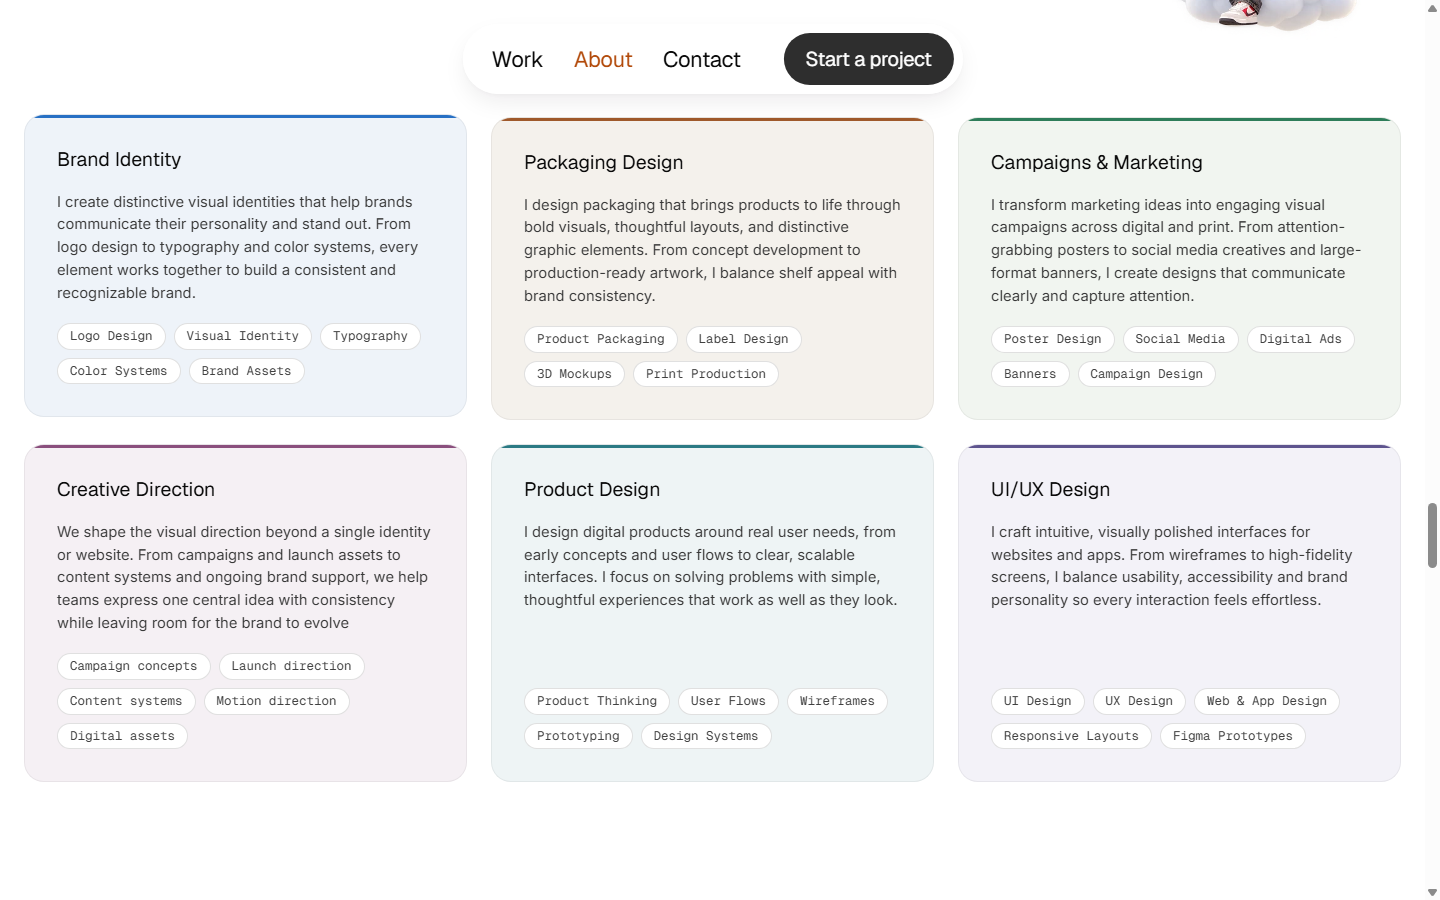 Work About Contact Start a project
Brand Identity
I create distinctive visual identities that help brands
communicate their personality and stand out. From
logo design to typography and color systems, every
element works together to build a consistent and
recognizable brand.
Logo Design Visual Identity Typography
Color Systems Brand Assets
Packaging Design
I design packaging that brings products to life through
bold visuals, thoughtful layouts, and distinctive
graphic elements. From concept development to
production-ready artwork, I balance shelf appeal with
brand consistency.
Product Packaging Label Design
3D Mockups Print Production
Campaigns & Marketing
I transform marketing ideas into engaging visual
campaigns across digital and print. From attention-
grabbing posters to social media creatives and large-
format banners, I create designs that communicate
clearly and capture attention.
Poster Design Social Media Digital Ads
Banners Campaign Design
Creative Direction
We shape the visual direction beyond a single identity
or website. From campaigns and launch assets to
content systems and ongoing brand support, we help
teams express one central idea with consistency
while leaving room for the brand to evolve
Campaign concepts Launch direction
Content systems Motion direction
Digital assets
Product Design
I design digital products around real user needs, from
early concepts and user flows to clear, scalable
interfaces. I focus on solving problems with simple,
thoughtful experiences that work as well as they look.
Product Thinking User Flows Wireframes
Prototyping Design Systems
UI/UX Design
I craft intuitive, visually polished interfaces for
websites and apps. From wireframes to high-fidelity
screens, I balance usability, accessibility and brand
personality so every interaction feels effortless.
UI Design UX Design Web & App Design
Responsive Layouts Figma Prototypes